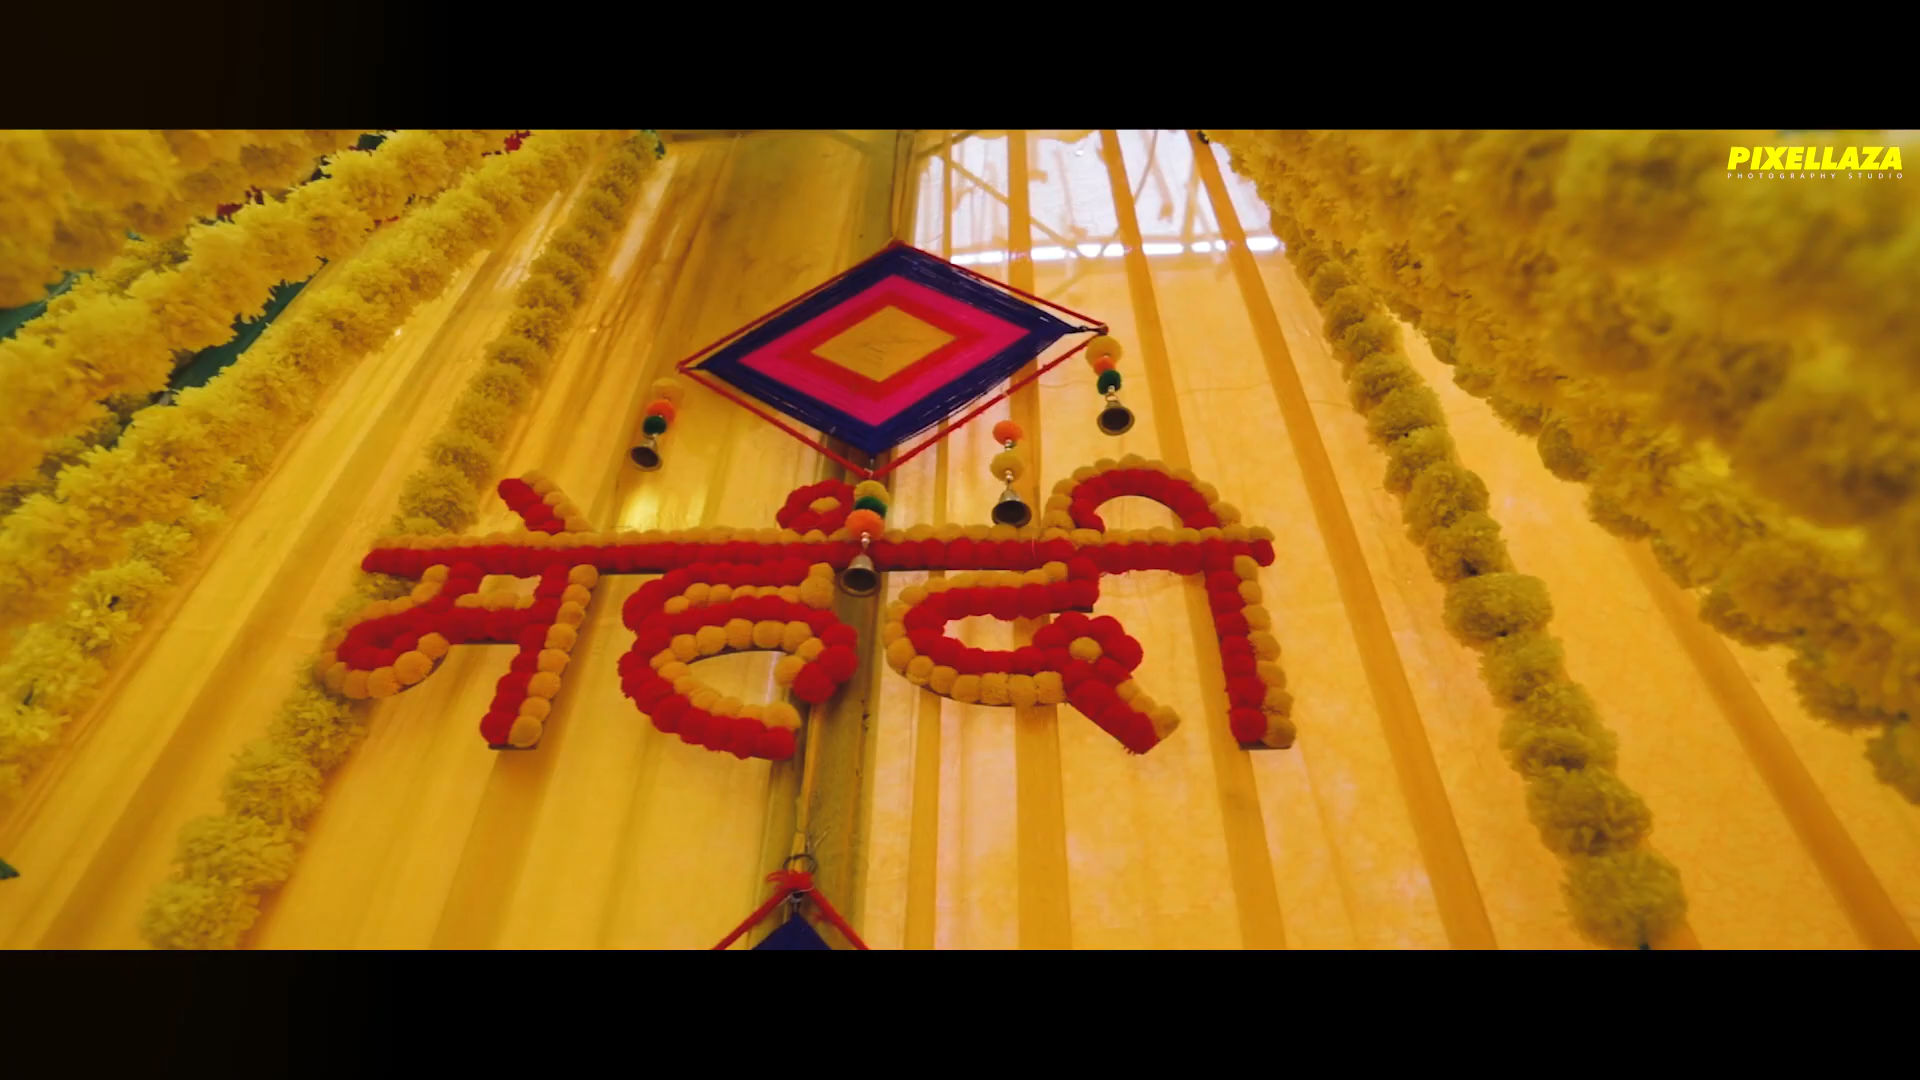 PIXELLAZA
PHOTOGRAPHY STUDIO
मेहंदी